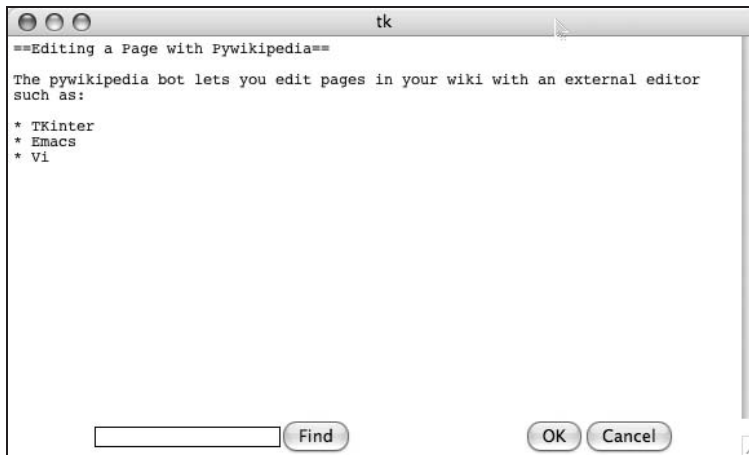 tk
==Editing a Page with Pywikipedia==
The pywikipedia bot lets you edit pages in your wiki with an external editor
such as:
* TKinter
* Emacs
* Vi
Find OK Cancel